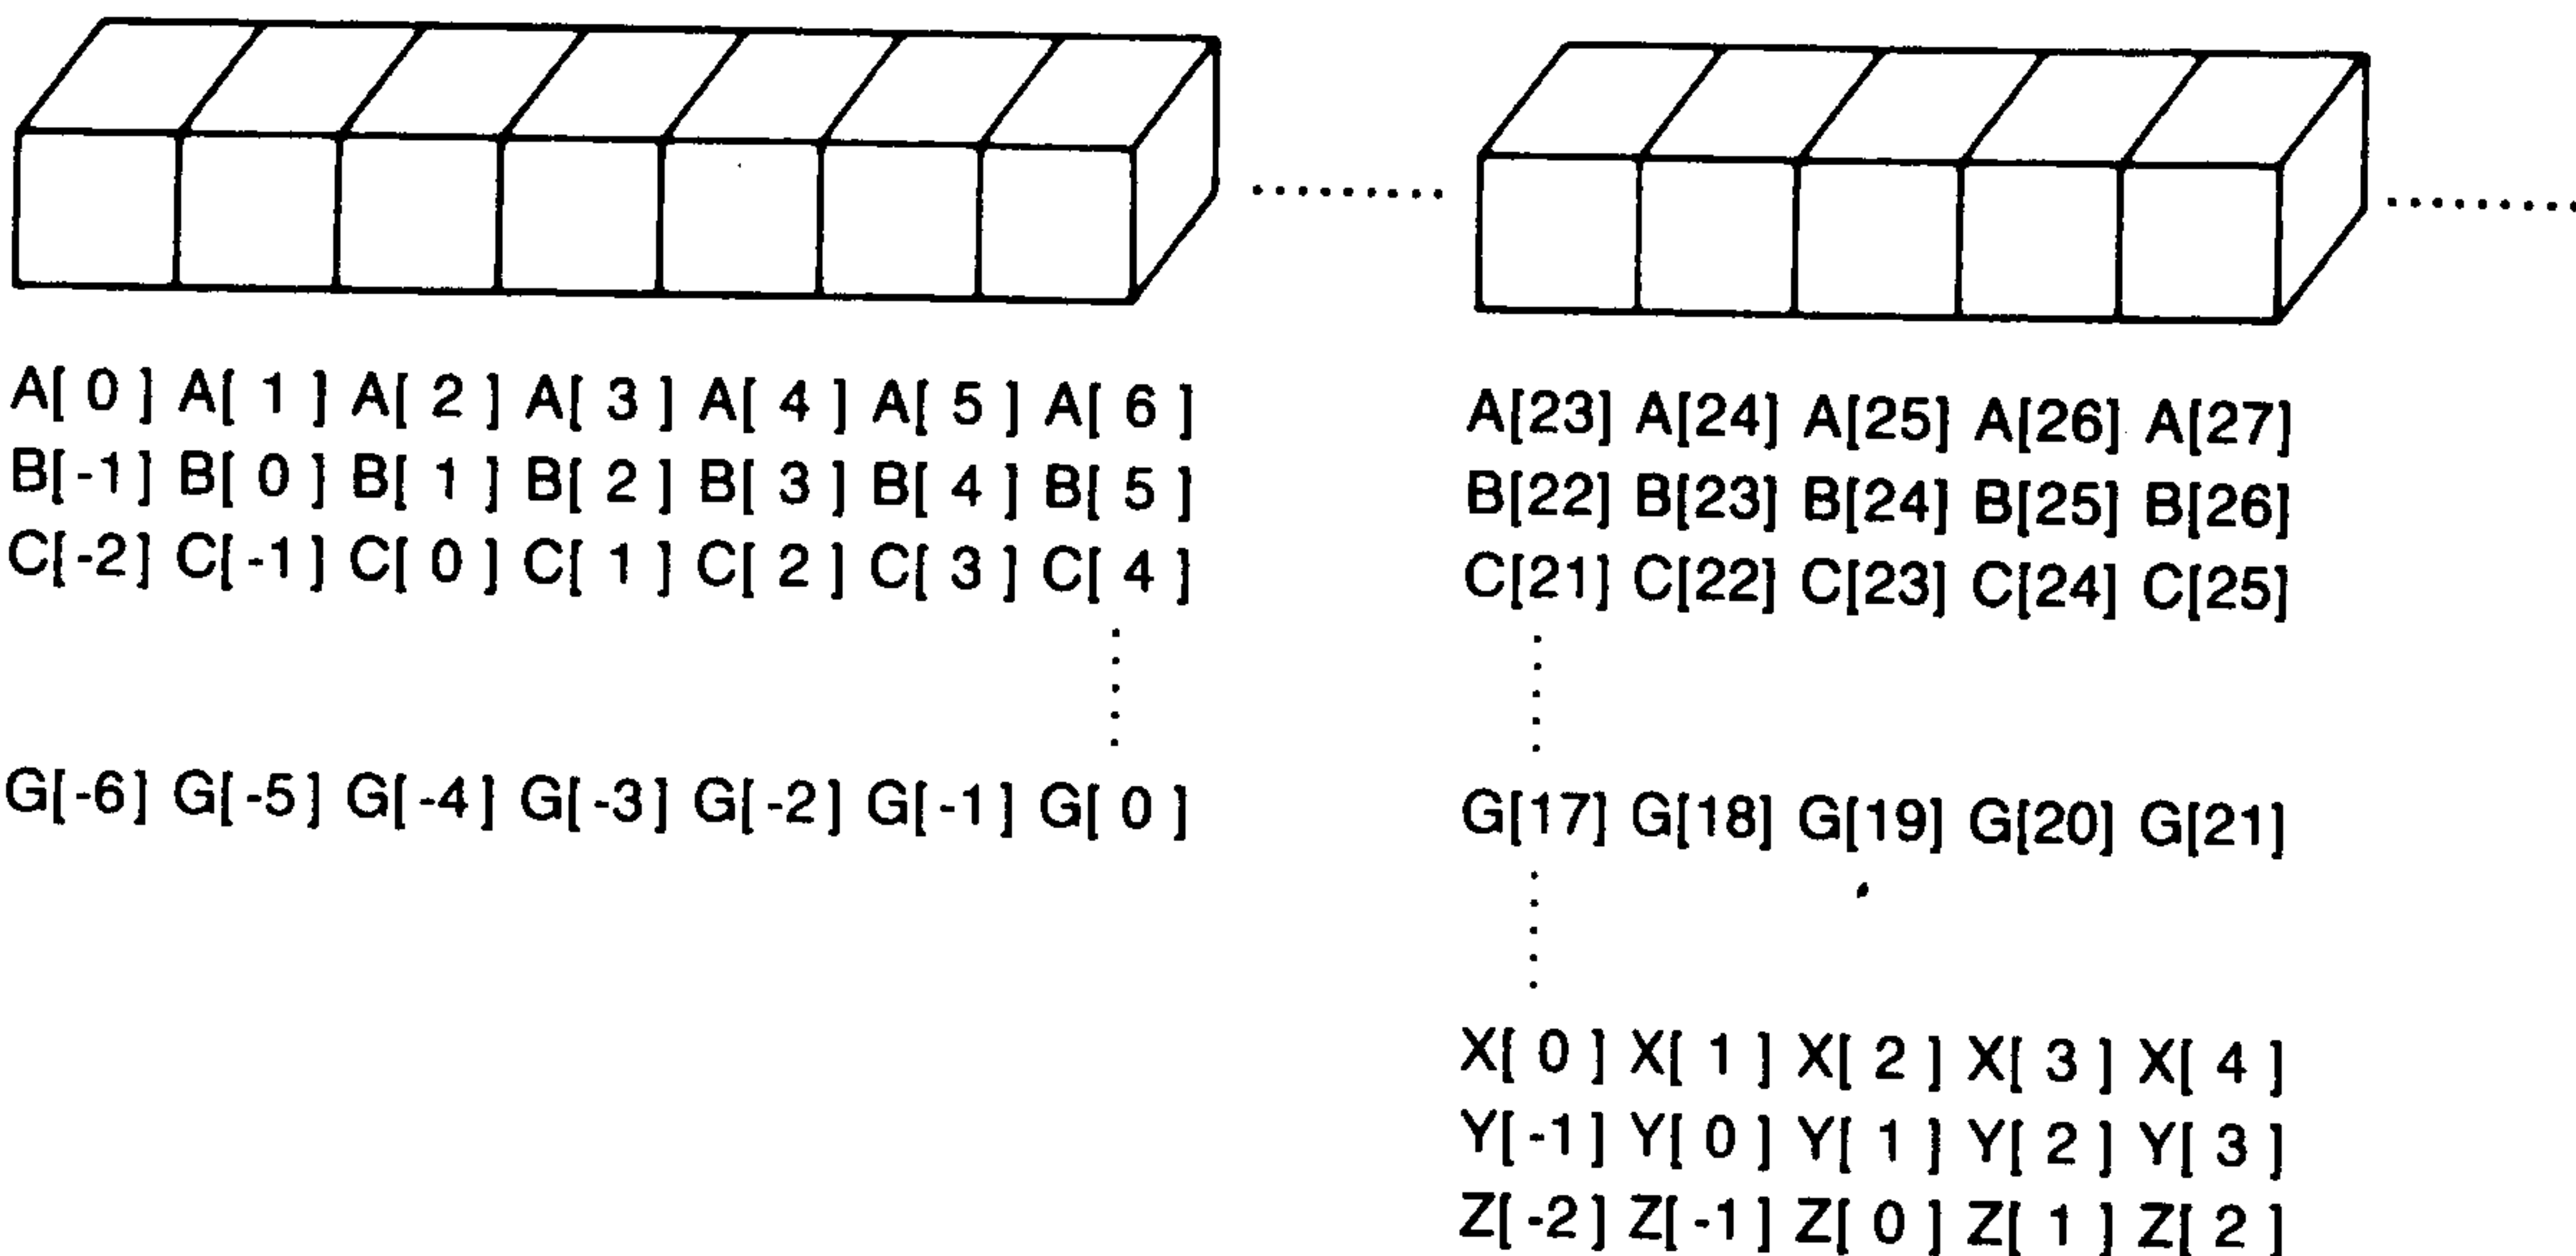 A[ 0 ] A[ 1 ] A[ 2 ] A[ 3 ] A[ 4 ] A[ 5 ] A[ 6 ] A[23] A[24] A[25] A[26] A[27]
B[-1] B[ 0 ] B[ 1 ] B[ 2 ] B[ 3 ] B[ 4 ] B[ 5 ] B[22] B[23] B[24] B[25] B[26]
C[-2] C[-1] C[ 0 ] C[ 1 ] C[ 2 ] C[ 3 ] C[ 4 ] C[21] C[22] C[23] C[24] C[25]
G[-6] G[-5] G[-4] G[-3] G[-2] G[-1] G[ 0 ] G[17] G[18] G[19] G[20] G[21]
X[ 0 ] X[ 1 ] X[ 2 ] X[ 3 ] X[ 4 ]
Y[-1] Y[ 0 ] Y[ 1 ] Y[ 2 ] Y[ 3 ]
Z[-2] Z[-1] Z[ 0 ] Z[ 1 ] Z[ 2 ]